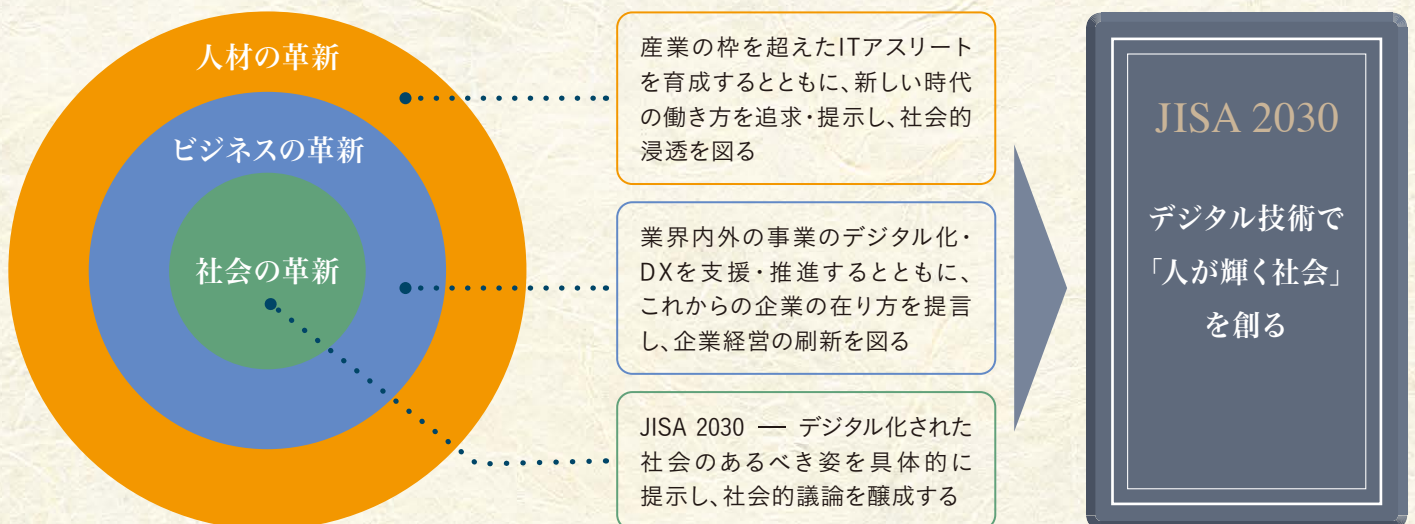 人材の革新
ビジネスの革新
社会の革新
産業の枠を超えたITアスリート
を育成するとともに、新しい時代
の働き方を追求・提示し、社会的
浸透を図る
業界内外の事業のデジタル化・
DXを支援・推進するとともに、
これからの企業の在り方を提言
し、企業経営の刷新を図る
JISA 2030 ― デジタル化された
社会のあるべき姿を具体的に
提示し、社会的議論を醸成する
JISA 2030
デジタル技術で
「人が輝く社会」
を創る